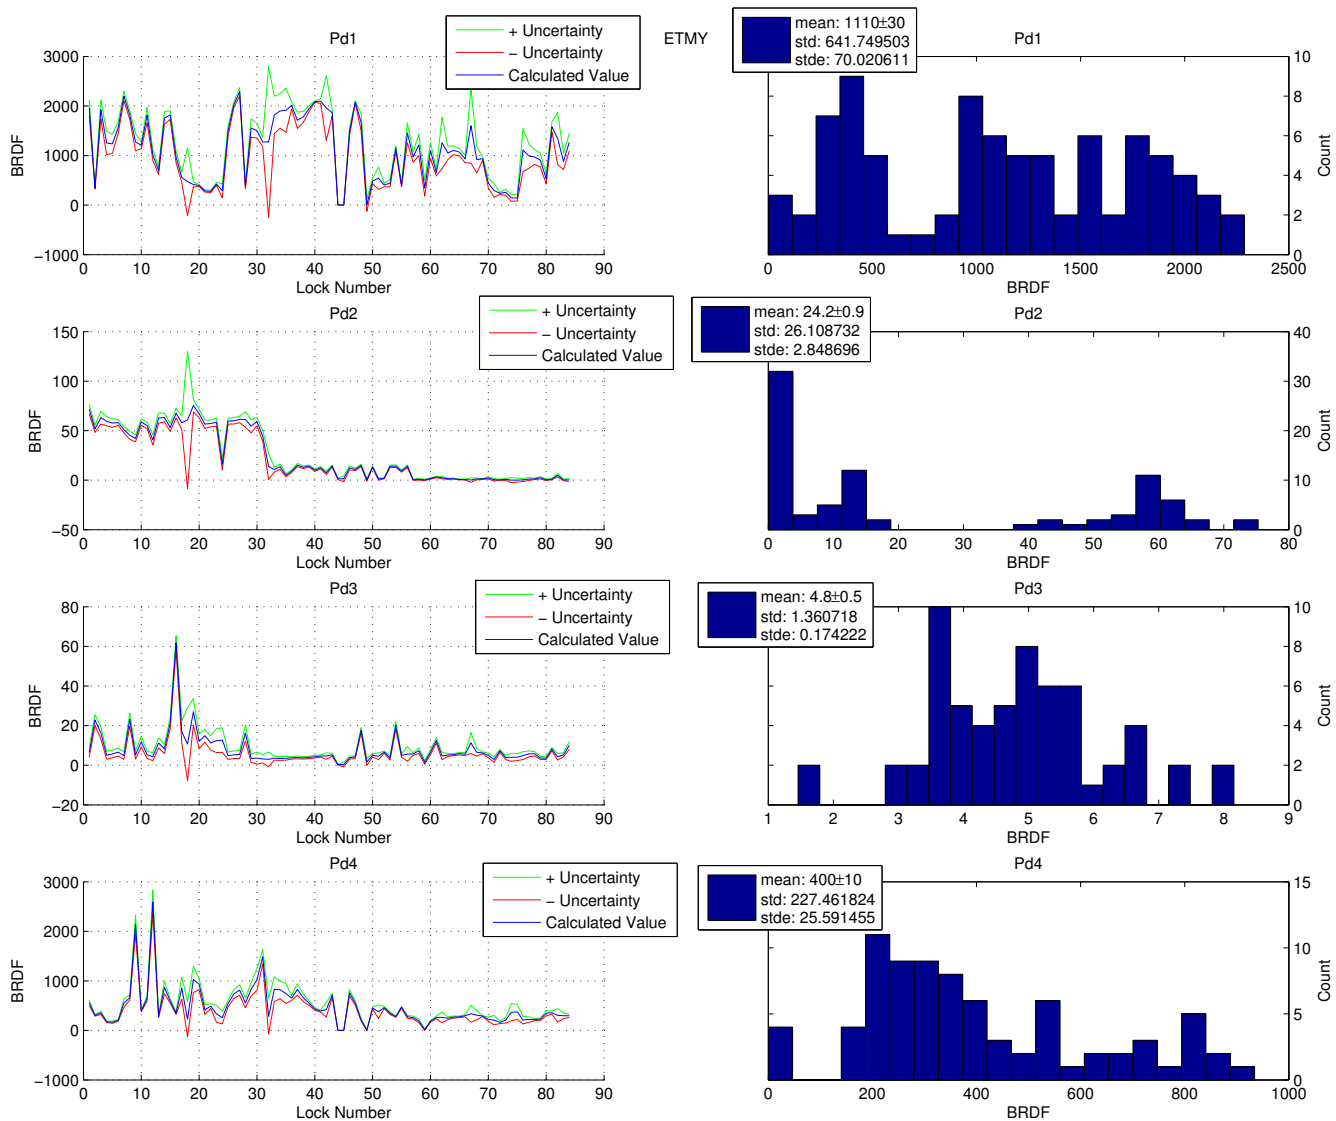 ETMY
Pd1
+ Uncertainty
− Uncertainty
Calculated Value
3000
2000
1000
0
−1000
BRDF
0 10 20 30 40 50 60 70 80 90
Lock Number
Pd1
mean: 1110±30
std: 641.749503
stde: 70.020611
10
8
6
4
2
0
Count
0 500 1000 1500 2000 2500
BRDF
Pd2
+ Uncertainty
− Uncertainty
Calculated Value
150
100
50
0
−50
BRDF
0 10 20 30 40 50 60 70 80 90
Lock Number
Pd2
mean: 24.2±0.9
std: 26.108732
stde: 2.848696
40
30
20
10
0
Count
0 10 20 30 40 50 60 70 80
BRDF
Pd3
+ Uncertainty
− Uncertainty
Calculated Value
80
60
40
20
0
−20
BRDF
0 10 20 30 40 50 60 70 80 90
Lock Number
Pd3
mean: 4.8±0.5
std: 1.360718
stde: 0.174222
10
8
6
4
2
0
Count
1 2 3 4 5 6 7 8 9
BRDF
Pd4
+ Uncertainty
− Uncertainty
Calculated Value
3000
2000
1000
0
−1000
BRDF
0 10 20 30 40 50 60 70 80 90
Lock Number
Pd4
mean: 400±10
std: 227.461824
stde: 25.591455
15
10
5
0
Count
0 200 400 600 800 1000
BRDF